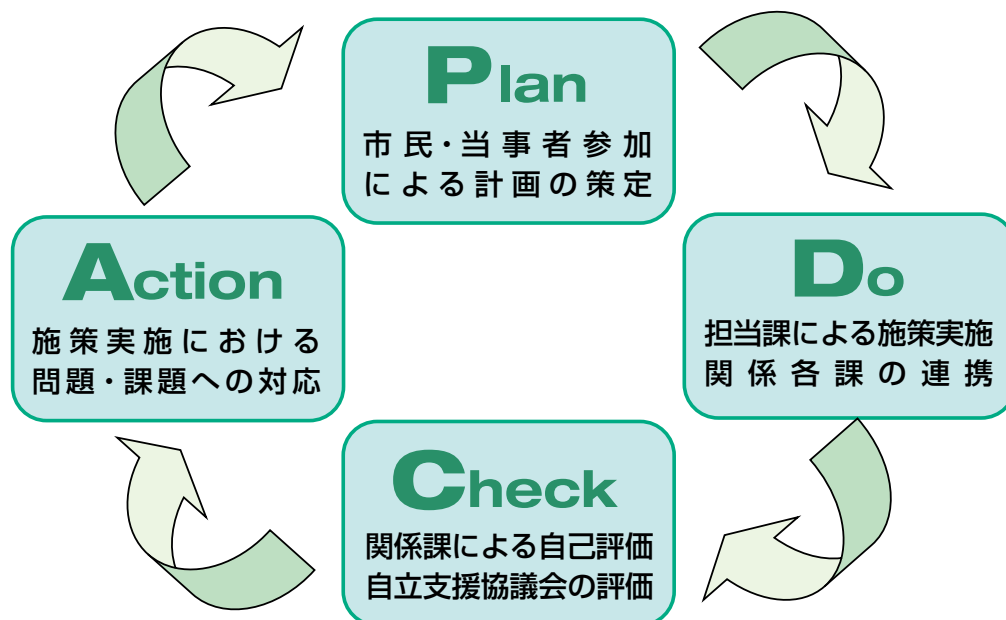 Plan
市民・当事者参加
による計画の策定
Do
担当課による施策実施
関係各課の連携
Check
関係課による自己評価
自立支援協議会の評価
Action
施策実施における
問題・課題への対応